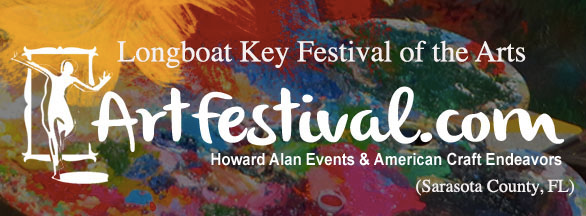 Longboat Key Festival of the Arts
Artfestival.com
Howard Alan Events & American Craft Endeavors
(Sarasota County, FL)